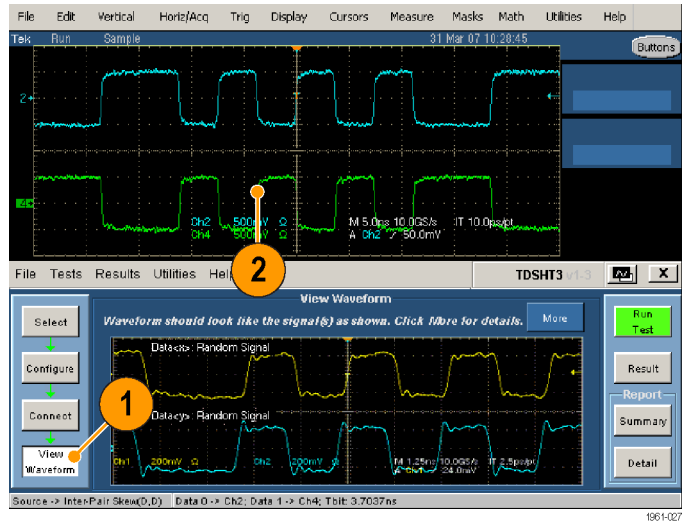 File Edit Vertical Horiz/Acq Trig Display Cursors Measure Masks Math Utilities Help
Tek Run Sample 31 Mar 07 10:28:45
Buttons
2
Ch2 500mV Ω M 5.0ns 10.0GS/s IT 10.0ps/pt
Ch4 500mV Ω A Ch2 50.0mV
2
File Tests Results Utilities TDSHT3 v1-3 X
View Waveform
Select
Waveform should look like the signal(s) as shown. Click More for details.
More
Run Test
Data<x>: Random Signal
Configure
Result
Report
1
Connect
Data<y>: Random Signal
Summary
View Waveform
Ch1 200mV Ω Ch2 200mV Ω M 1.25ns 10.0GS/s IT 2.5ps/pt
A Ch1 24.0mV
Detail
Source -> Inter-Pair Skew(D,D) Data 0 -> Ch2; Data 1 -> Ch4; Tbit: 3.7037ns
1961-027